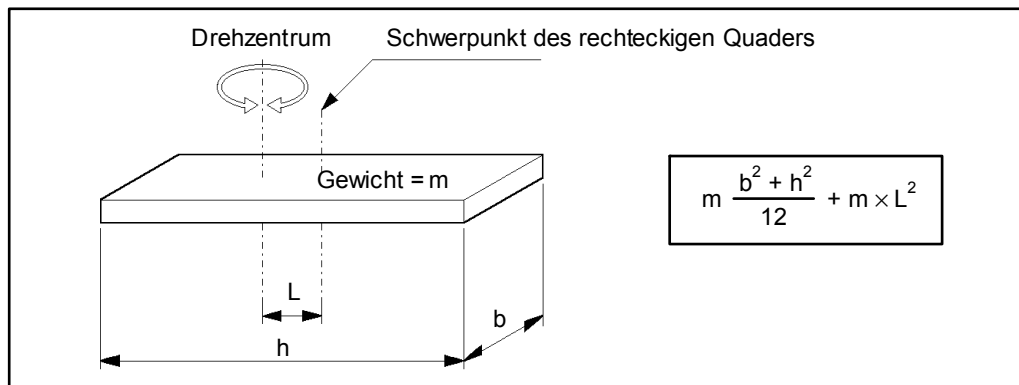 Drehzentrum
Schwerpunkt des rechteckigen Quaders
Gewicht = m
m (b² + h²)/12 + m × L²
L
b
h